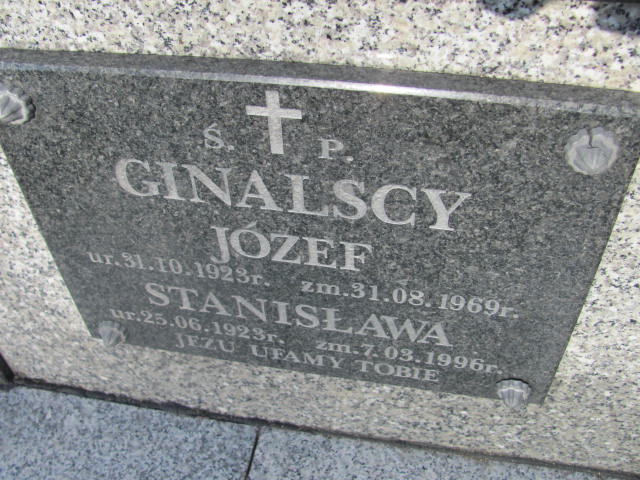 Ś. P.
GINALSCY
JÓZEF
ur.31.10.1923r. zm.31.08.1969r.
STANISŁAWA
ur.25.06.1923r. zm.7.03.1996r.
JEZU UFAMY TOBIE